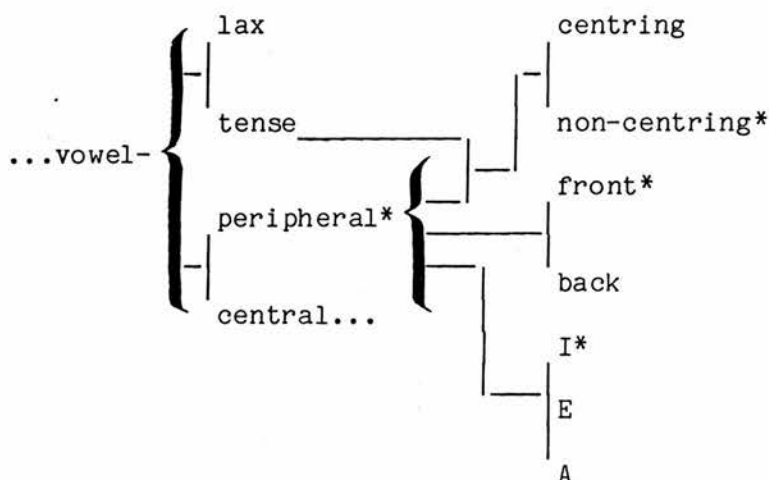 lax
centring
tense
non-centring*
...vowel-
front*
peripheral*
back
central...
I*
E
A